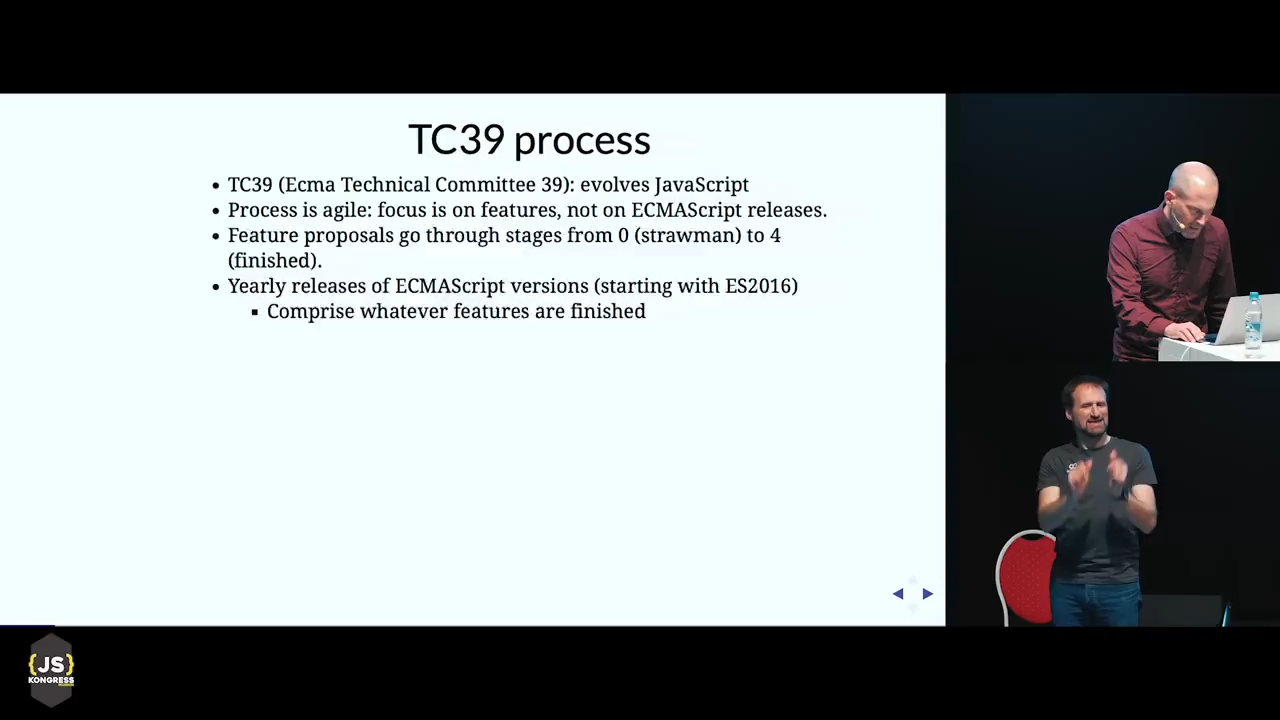 TC39 process
• TC39 (Ecma Technical Committee 39): evolves JavaScript
• Process is agile: focus is on features, not on ECMAScript releases.
• Feature proposals go through stages from 0 (strawman) to 4
(finished).
• Yearly releases of ECMAScript versions (starting with ES2016)
▪ Comprise whatever features are finished
{JS}
KONGRESS